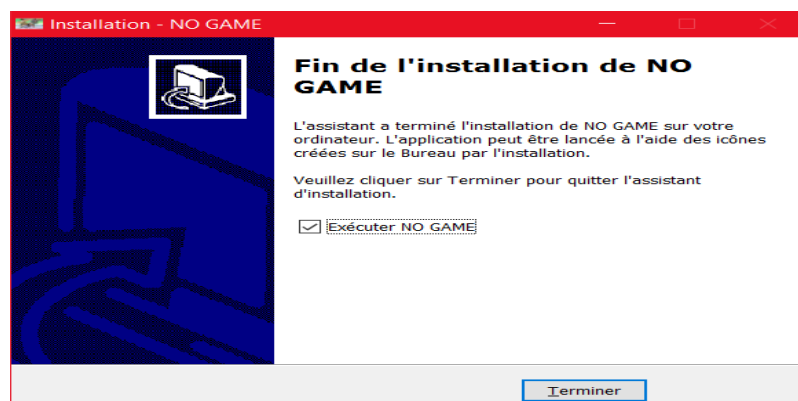 Installation - NO GAME
Fin de l'installation de NO
GAME
L'assistant a terminé l'installation de NO GAME sur votre
ordinateur. L'application peut être lancée à l'aide des icônes
créées sur le Bureau par l'installation.
Veuillez cliquer sur Terminer pour quitter l'assistant
d'installation.
Exécuter NO GAME
Terminer